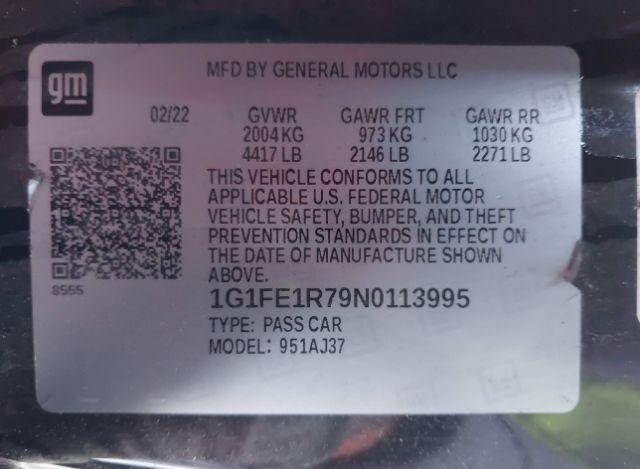 gm
MFD BY GENERAL MOTORS LLC
02/22 GVWR GAWR FRT GAWR RR
2004 KG 973 KG 1030 KG
4417 LB 2146 LB 2271 LB
THIS VEHICLE CONFORMS TO ALL
APPLICABLE U.S. FEDERAL MOTOR
VEHICLE SAFETY, BUMPER, AND THEFT
PREVENTION STANDARDS IN EFFECT ON
THE DATE OF MANUFACTURE SHOWN
ABOVE.
8555
1G1FE1R79N0113995
TYPE: PASS CAR
MODEL: 951AJ37